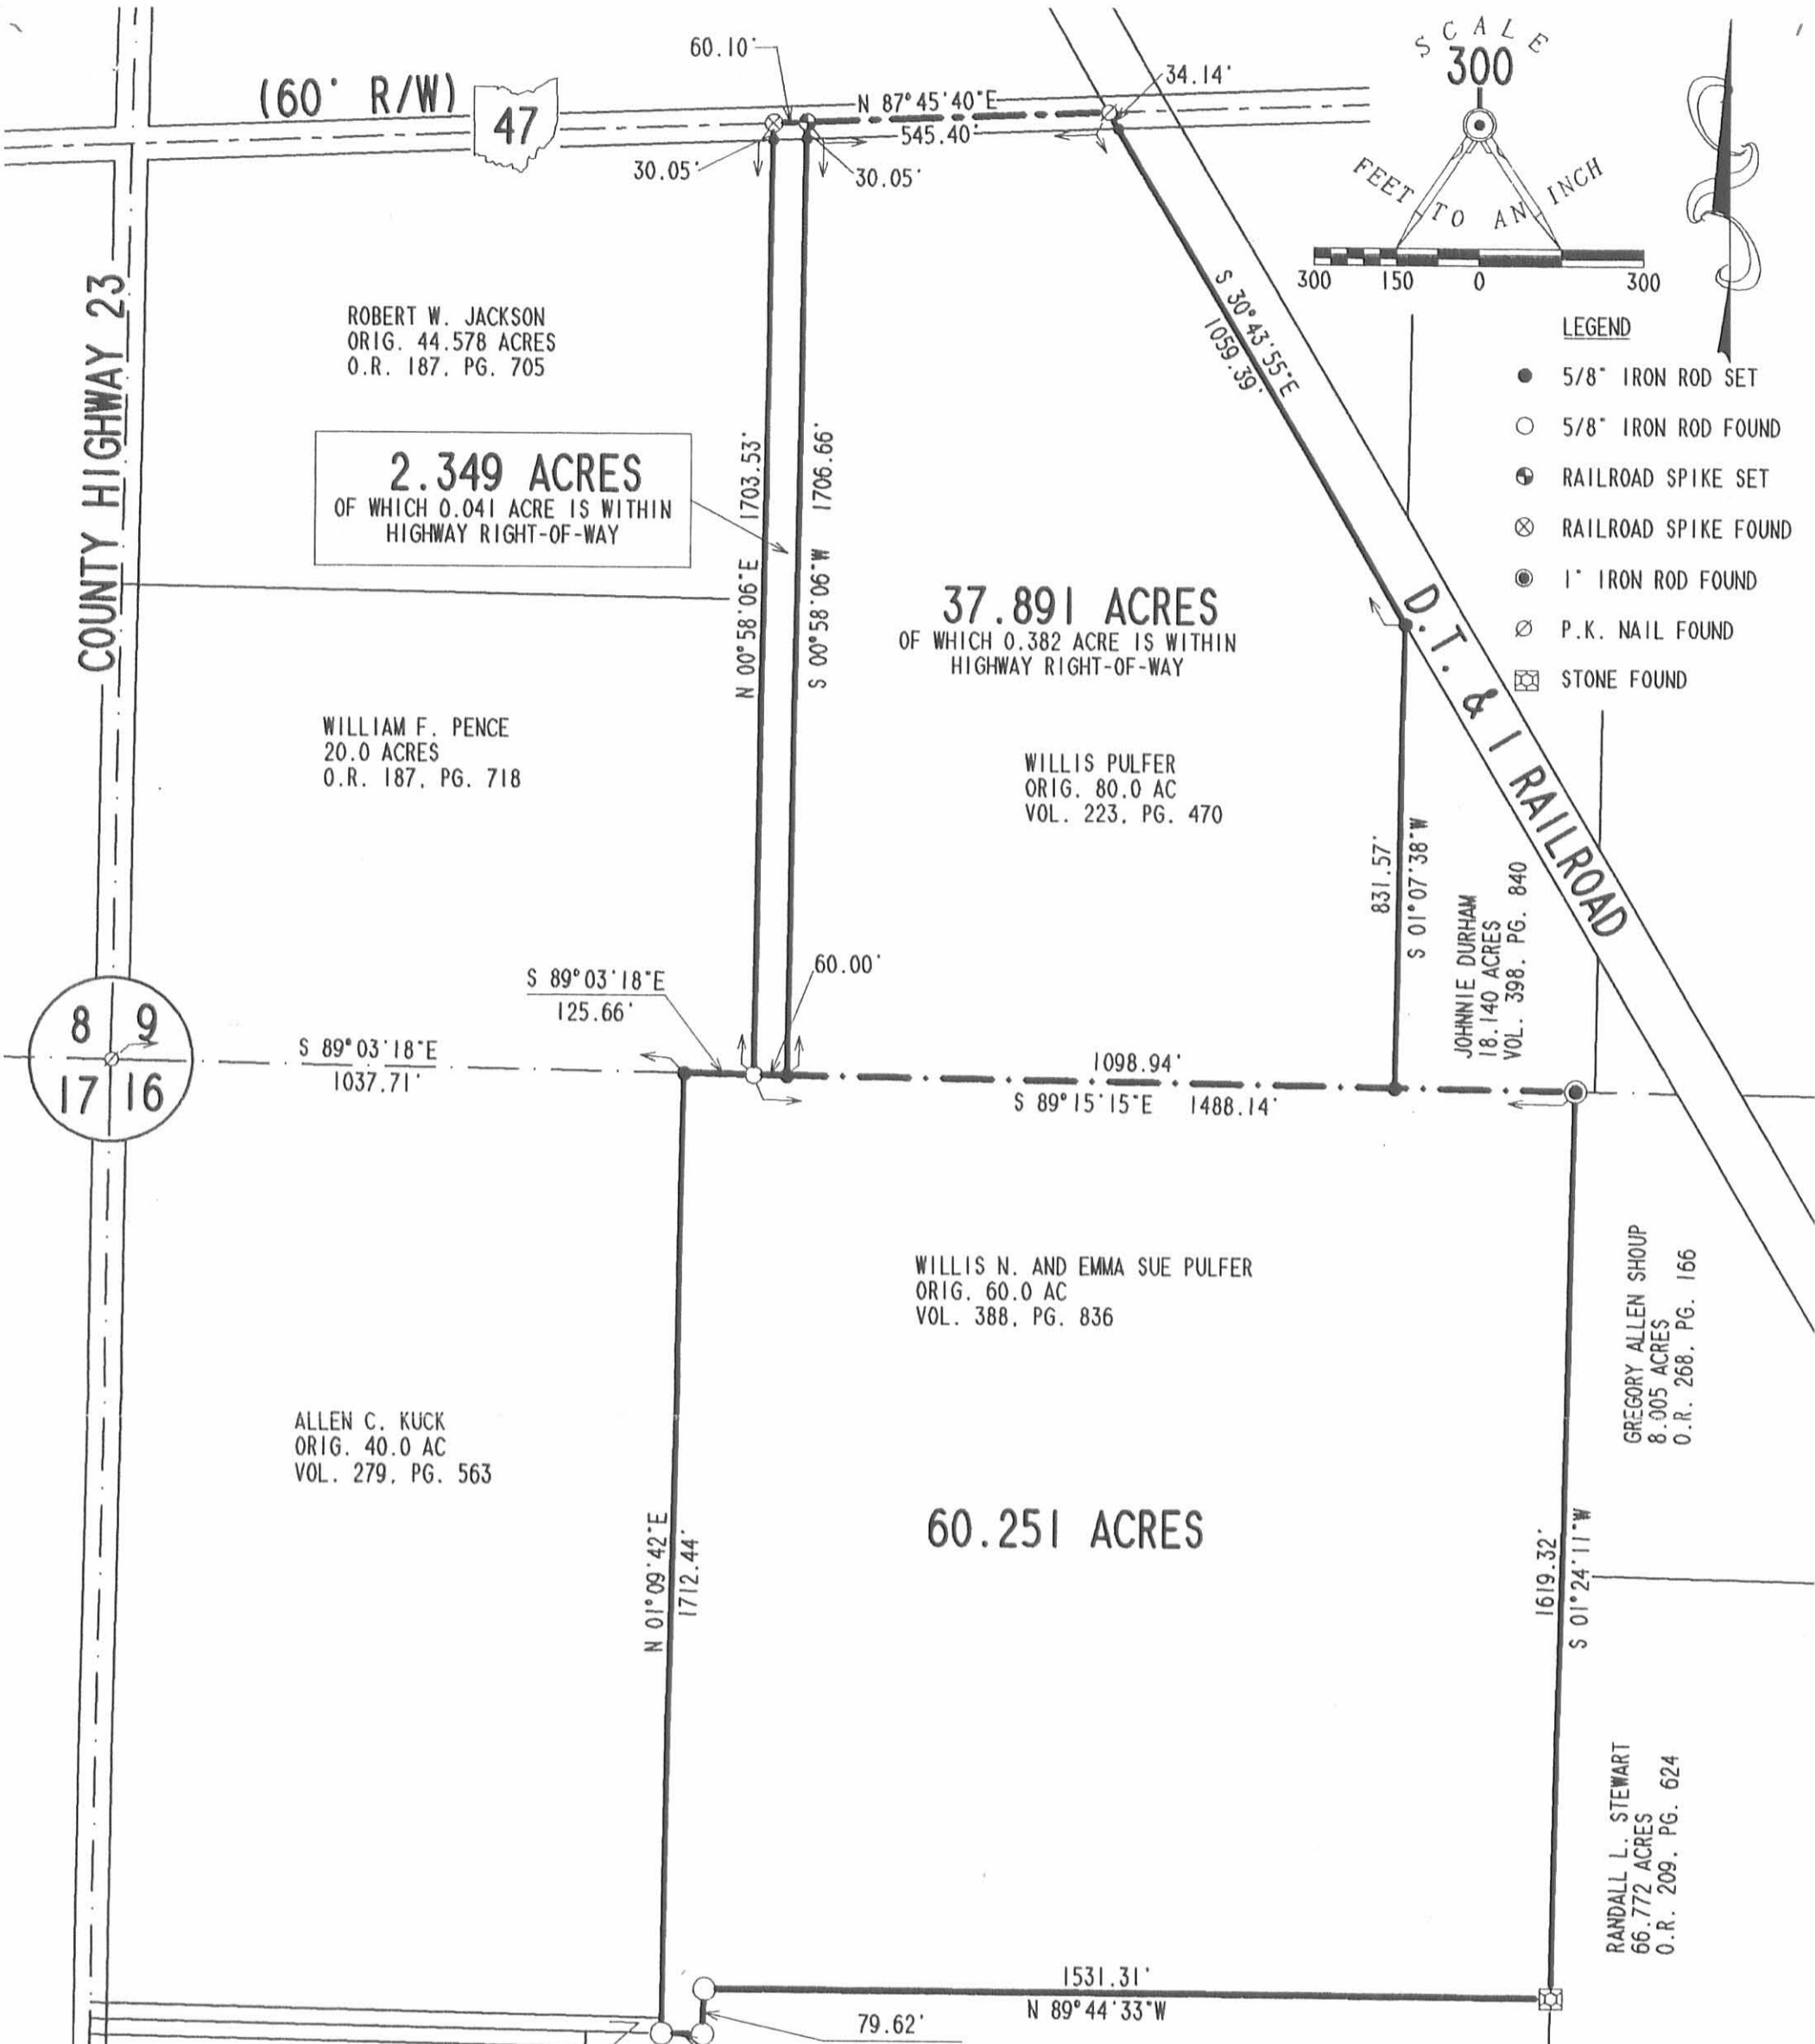 60.10'
34.14'
SCALE
300
(60' R/W)
47
N 87°45'40"E
545.40'
30.05'
30.05'
FEET TO AN INCH
300 150 0 300
COUNTY HIGHWAY 23
ROBERT W. JACKSON
ORIG. 44.578 ACRES
O.R. 187, PG. 705
S 30°43'55"E
1059.39'
LEGEND
5/8" IRON ROD SET
5/8" IRON ROD FOUND
RAILROAD SPIKE SET
RAILROAD SPIKE FOUND
1" IRON ROD FOUND
P.K. NAIL FOUND
STONE FOUND
2.349 ACRES
OF WHICH 0.041 ACRE IS WITHIN
HIGHWAY RIGHT-OF-WAY
N 00°58'06"E 1703.53'
S 00°58'06"W 1706.66'
37.891 ACRES
OF WHICH 0.382 ACRE IS WITHIN
HIGHWAY RIGHT-OF-WAY
D.T. & I RAILROAD
WILLIAM F. PENCE
20.0 ACRES
O.R. 187, PG. 718
WILLIS PULFER
ORIG. 80.0 AC
VOL. 223, PG. 470
831.57'
S 01°07'38"W
JOHNNIE DURHAM
18.140 ACRES
VOL. 398, PG. 840
S 89°03'18"E
125.66'
60.00'
8 9
17 16
S 89°03'18"E
1037.71'
1098.94'
S 89°15'15"E 1488.14'
WILLIS N. AND EMMA SUE PULFER
ORIG. 60.0 AC
VOL. 388, PG. 836
GREGORY ALLEN SHOUP
8.005 ACRES
O.R. 268, PG. 166
ALLEN C. KUCK
ORIG. 40.0 AC
VOL. 279, PG. 563
60.251 ACRES
N 01°09'42"E
1712.44'
1619.32'
S 01°24'11"W
RANDALL L. STEWART
66.772 ACRES
O.R. 209, PG. 624
1531.31'
N 89°44'33"W
79.62'